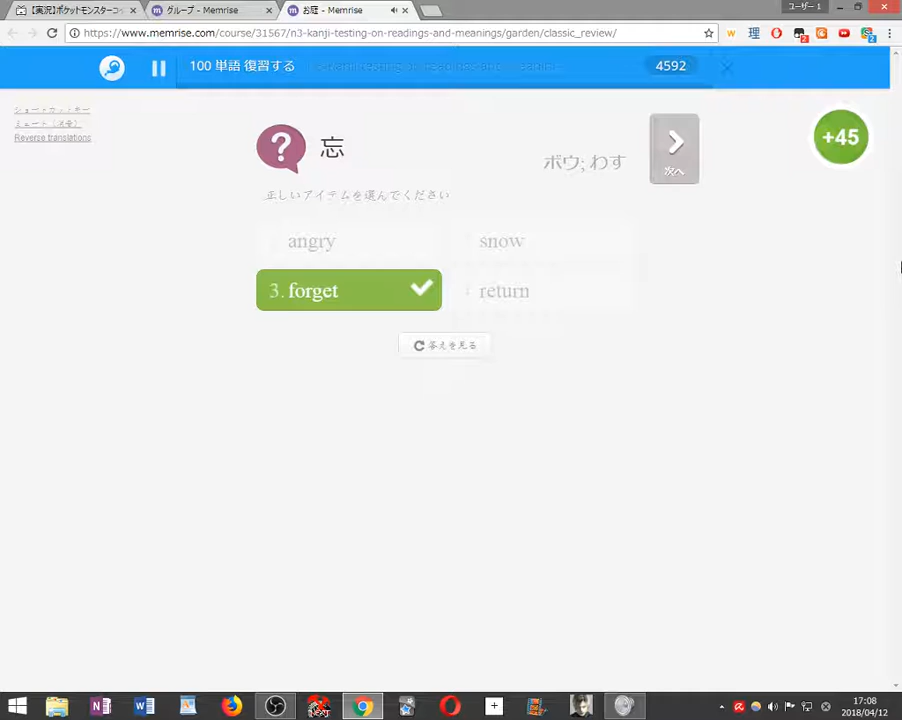 【実況】ポケットモンスターコ
グループ - Memrise
お庭 - Memrise
ユーザー 1
https://www.memrise.com/course/31567/n3-kanji-testing-on-readings-and-meanings/garden/classic_review/
100 単語 復習する
4592
Reverse translations
忘
ボウ; わす
次へ
+45
正しいアイテムを選んでください
angry
snow
3. forget
return
答えを見る
17:08
2018/04/12